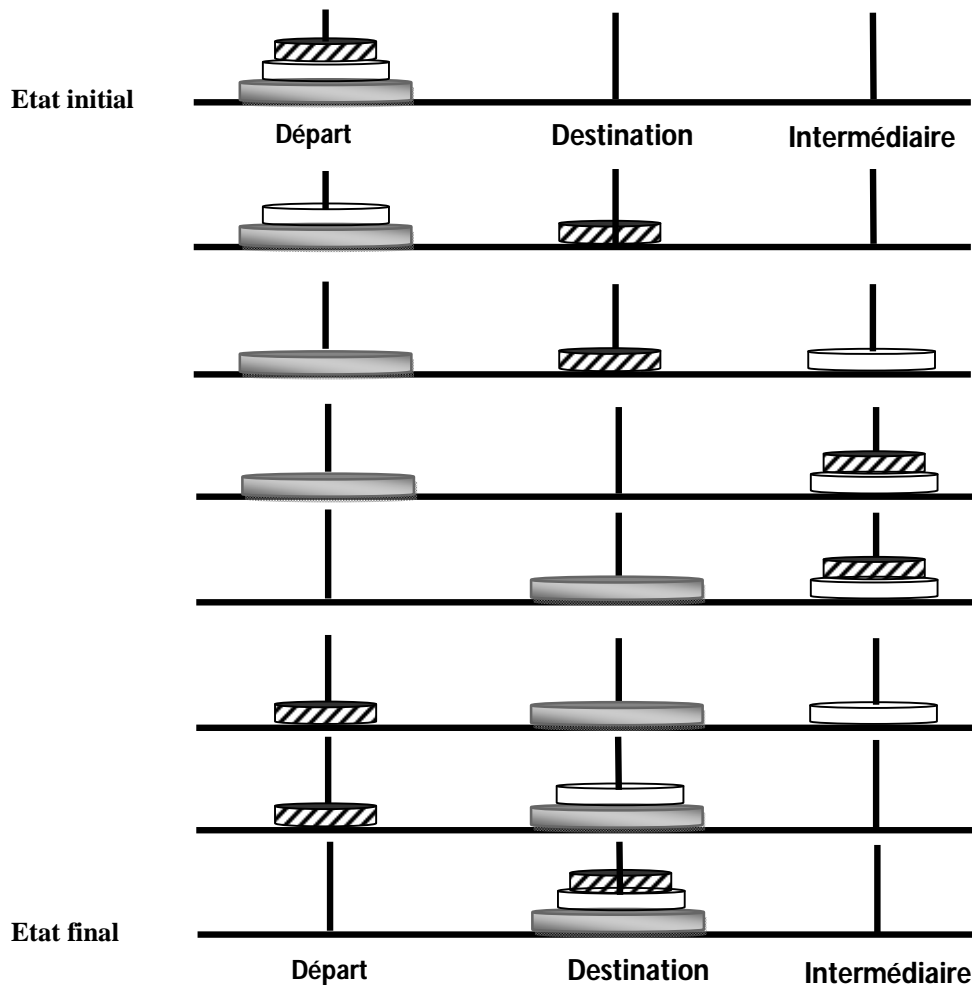 Etat initial
Départ Destination Intermédiaire
Etat final
Départ Destination Intermédiaire